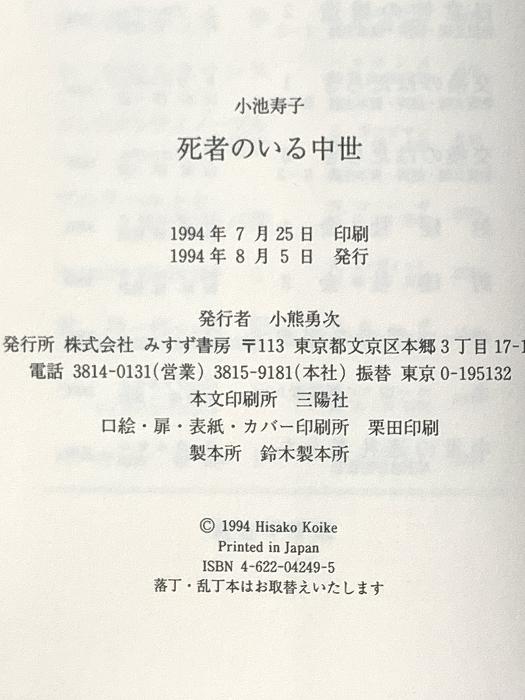 小池寿子
死者のいる中世
1994年 7 月25日　印刷
1994年 8 月 5 日　発行
発行者　小熊勇次
発行所 株式会社 みすず書房 〒113 東京都文京区本郷3丁目17-1
電話 3814-0131(営業) 3815-9181(本社) 振替 東京0-195132
本文印刷所　三陽社
口絵・扉・表紙・カバー印刷所　栗田印刷
製本所　鈴木製本所
© 1994 Hisako Koike
Printed in Japan
ISBN 4-622-04249-5
落丁・乱丁本はお取替えいたします